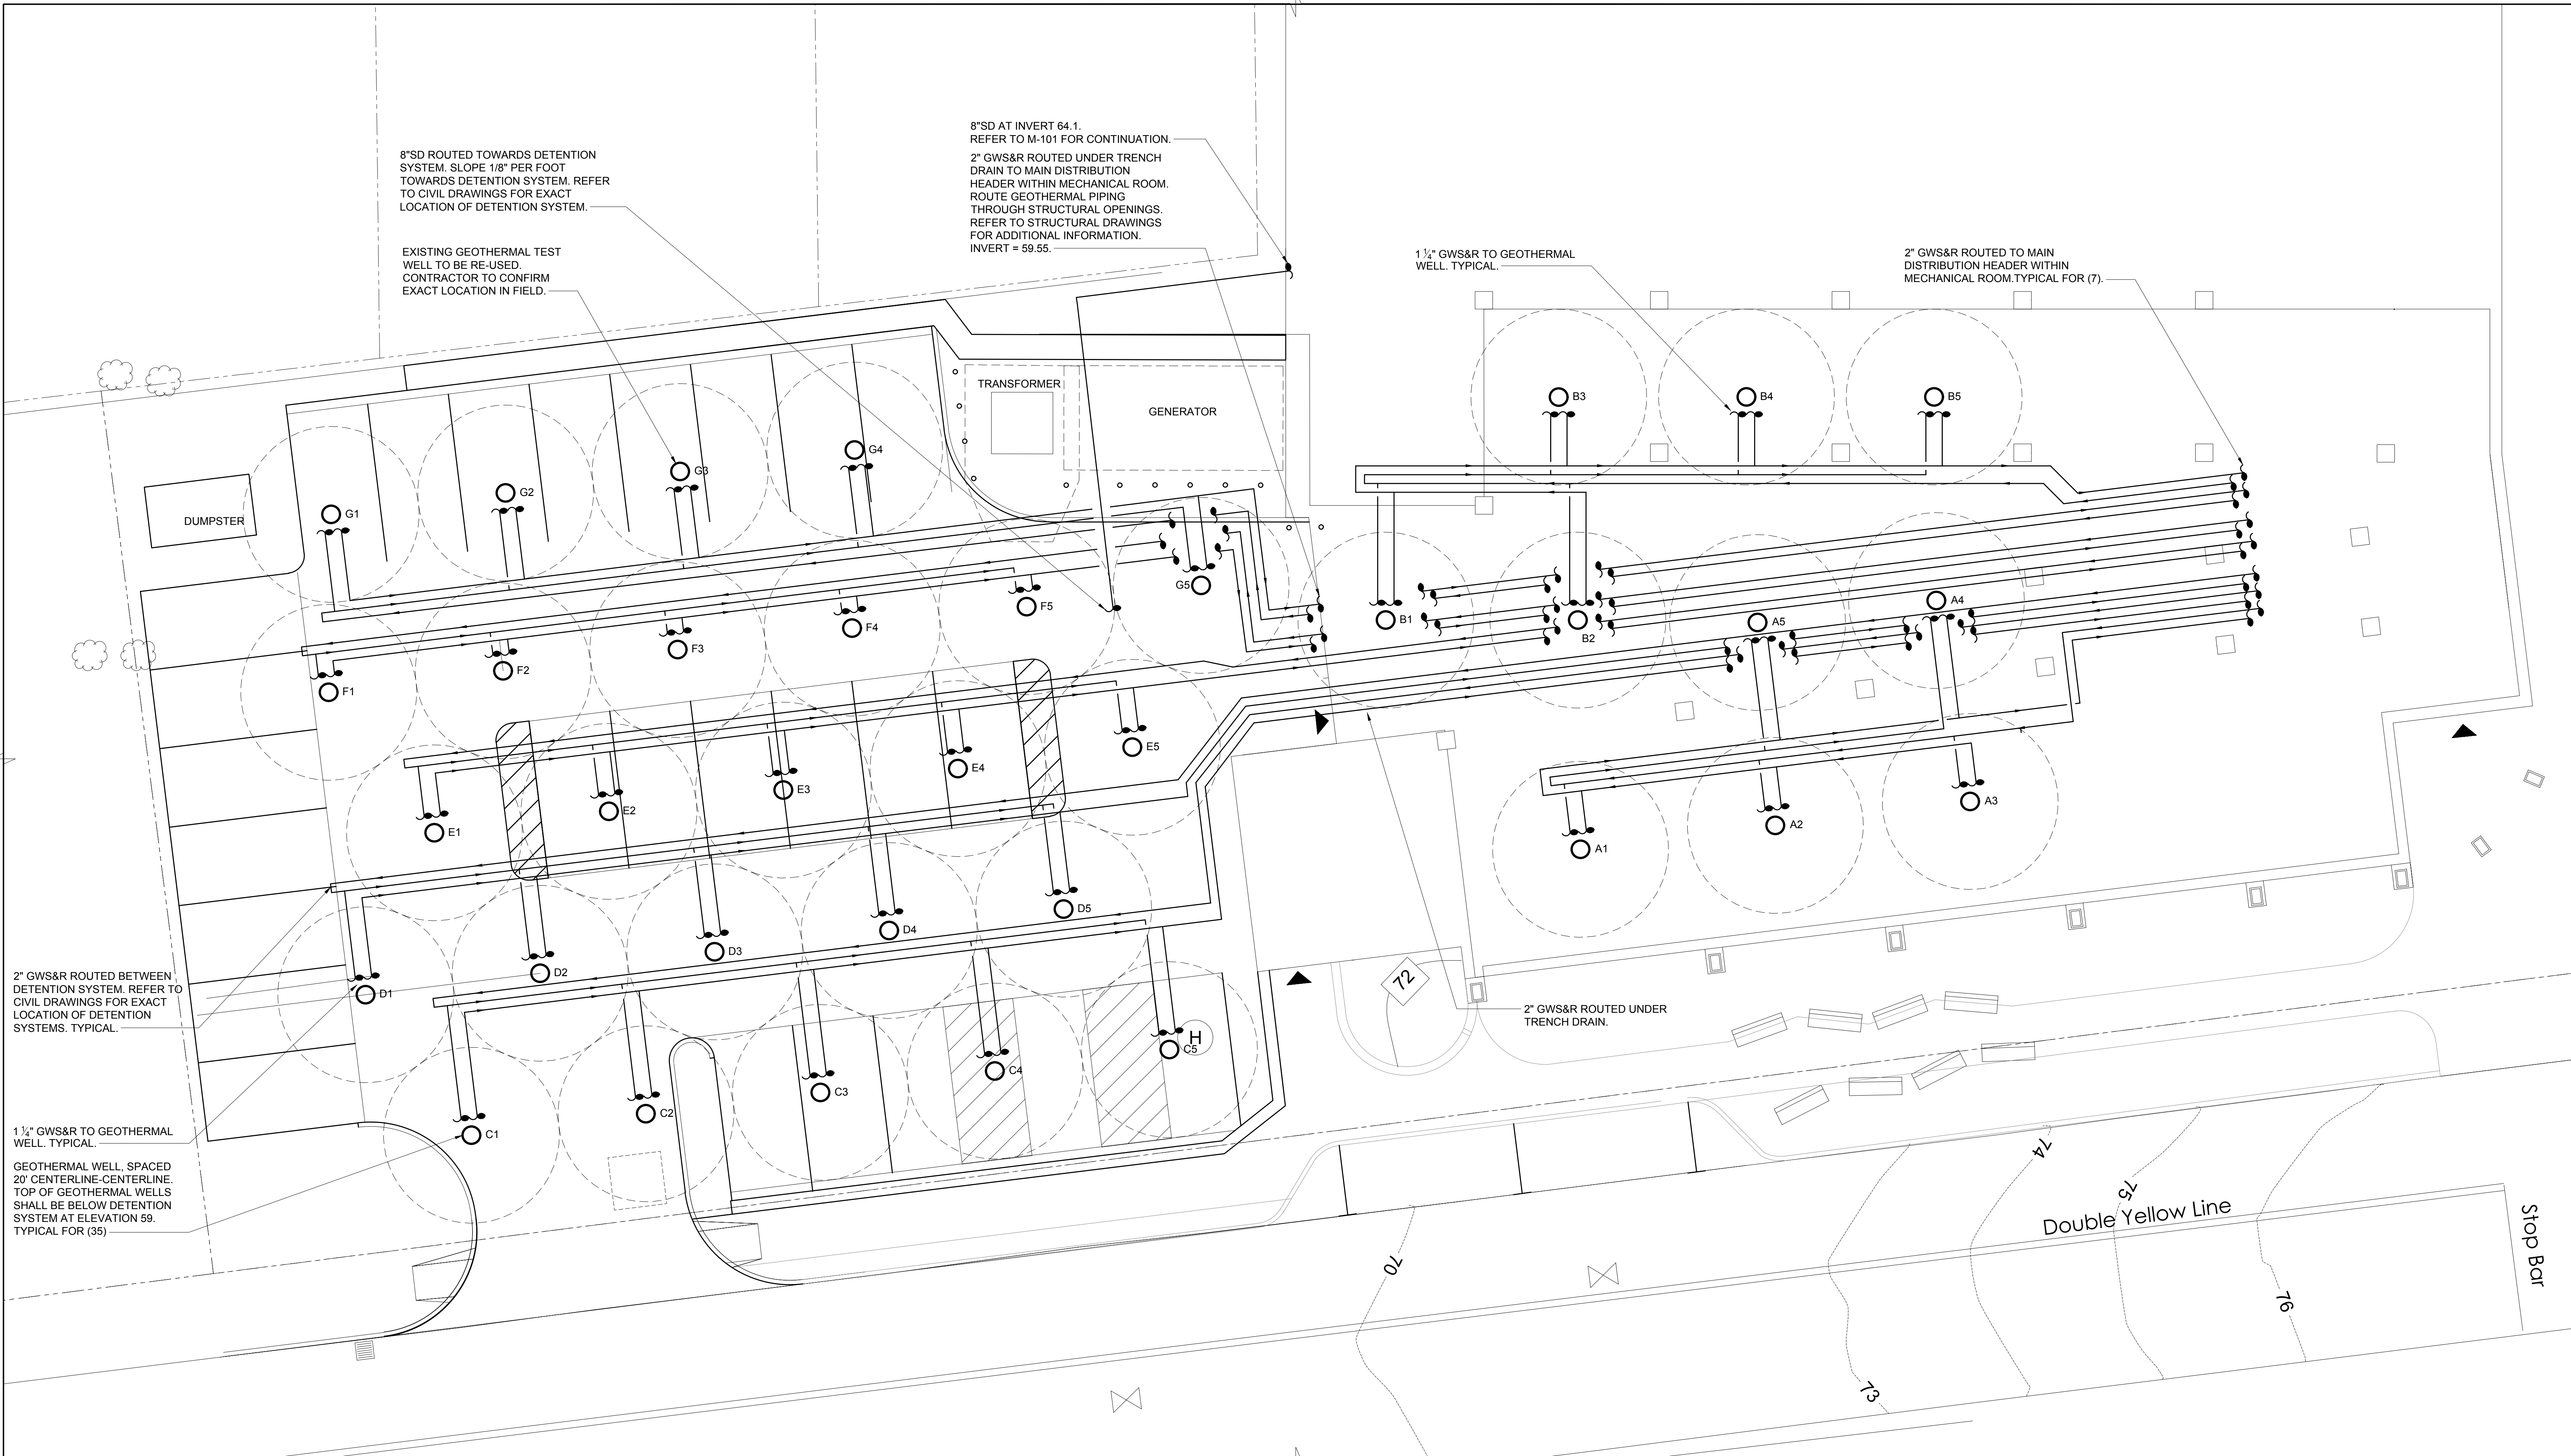 8"SD AT INVERT 64.1.
REFER TO M-101 FOR CONTINUATION.
8"SD ROUTED TOWARDS DETENTION
SYSTEM. SLOPE 1/8" PER FOOT
TOWARDS DETENTION SYSTEM. REFER
TO CIVIL DRAWINGS FOR EXACT
LOCATION OF DETENTION SYSTEM.
2" GWS&R ROUTED UNDER TRENCH
DRAIN TO MAIN DISTRIBUTION
HEADER WITHIN MECHANICAL ROOM.
ROUTE GEOTHERMAL PIPING
THROUGH STRUCTURAL OPENINGS.
REFER TO STRUCTURAL DRAWINGS
FOR ADDITIONAL INFORMATION.
INVERT = 59.55.
EXISTING GEOTHERMAL TEST
WELL TO BE RE-USED.
CONTRACTOR TO CONFIRM
EXACT LOCATION IN FIELD.
1 ¼" GWS&R TO GEOTHERMAL
WELL. TYPICAL.
2" GWS&R ROUTED TO MAIN
DISTRIBUTION HEADER WITHIN
MECHANICAL ROOM.TYPICAL FOR (7).
TRANSFORMER
GENERATOR
DUMPSTER
B3
B4
B5
G1
G2
G3
G4
G5
F1
F2
F3
F4
F5
B1
B2
A5
A4
E1
E2
E3
E4
E5
A1
A2
A3
D1
D2
D3
D4
D5
C1
C2
C3
C4
C5
H
72
2" GWS&R ROUTED BETWEEN
DETENTION SYSTEM. REFER TO
CIVIL DRAWINGS FOR EXACT
LOCATION OF DETENTION
SYSTEMS. TYPICAL.
2" GWS&R ROUTED UNDER
TRENCH DRAIN.
1 ¼" GWS&R TO GEOTHERMAL
WELL. TYPICAL.
GEOTHERMAL WELL, SPACED
20' CENTERLINE-CENTERLINE.
TOP OF GEOTHERMAL WELLS
SHALL BE BELOW DETENTION
SYSTEM AT ELEVATION 59.
TYPICAL FOR (35)
70
73
74
75
76
Double Yellow Line
Stop Bar